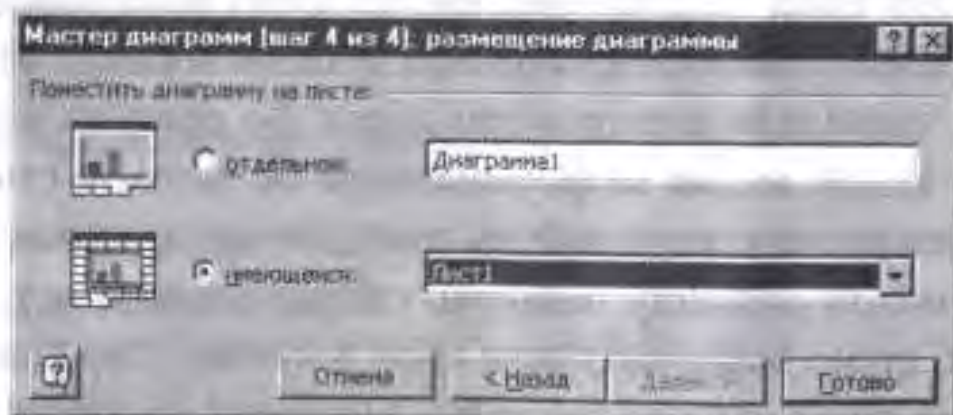 Мастер диаграмм (шаг 4 из 4): размещение диаграммы
Поместить диаграмму на листе:
отдельном: Диаграмма1
имеющемся: Лист1
Отмена < Назад Далее > Готово